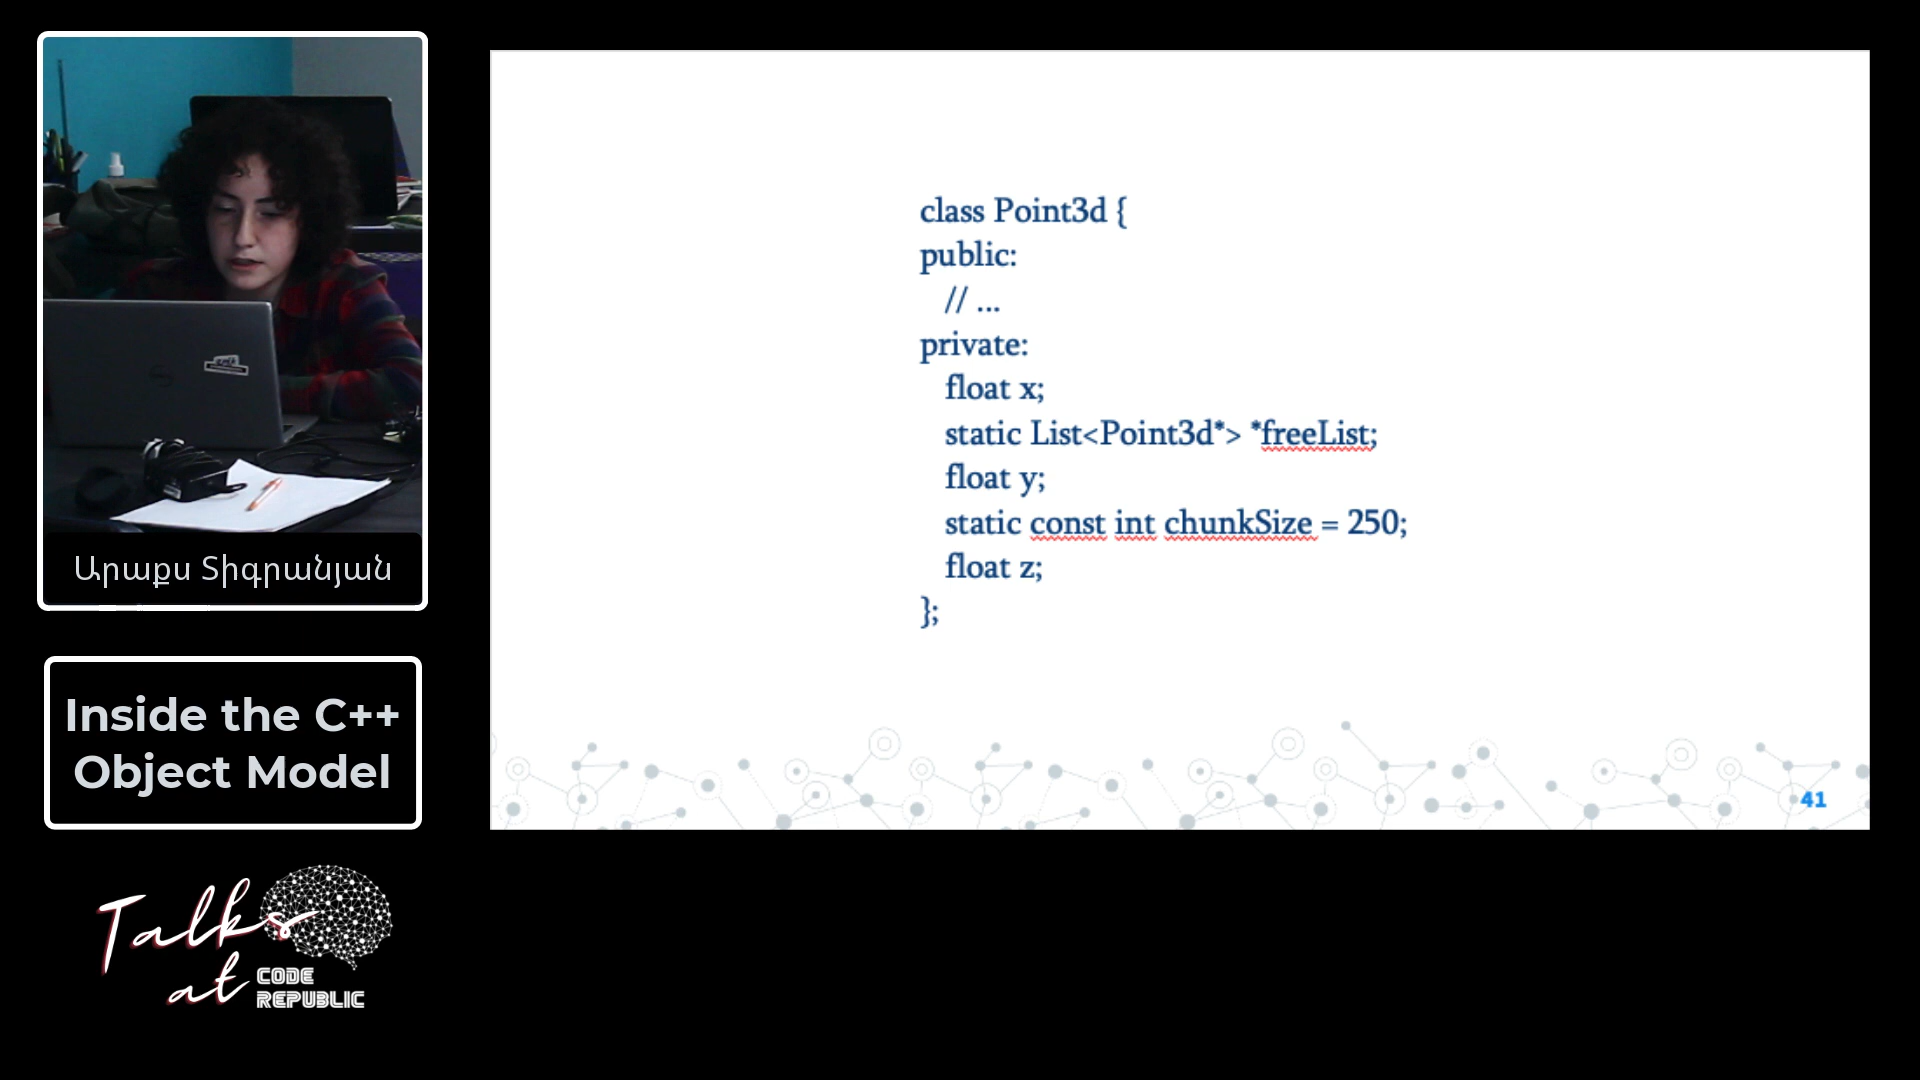 Արաքս Տիգրանյան
Inside the C++
Object Model
Talks
at
CODE
REPUBLIC
class Point3d {
public:
// ...
private:
float x;
static List<Point3d*> *freeList;
float y;
static const int chunkSize = 250;
float z;
};
41